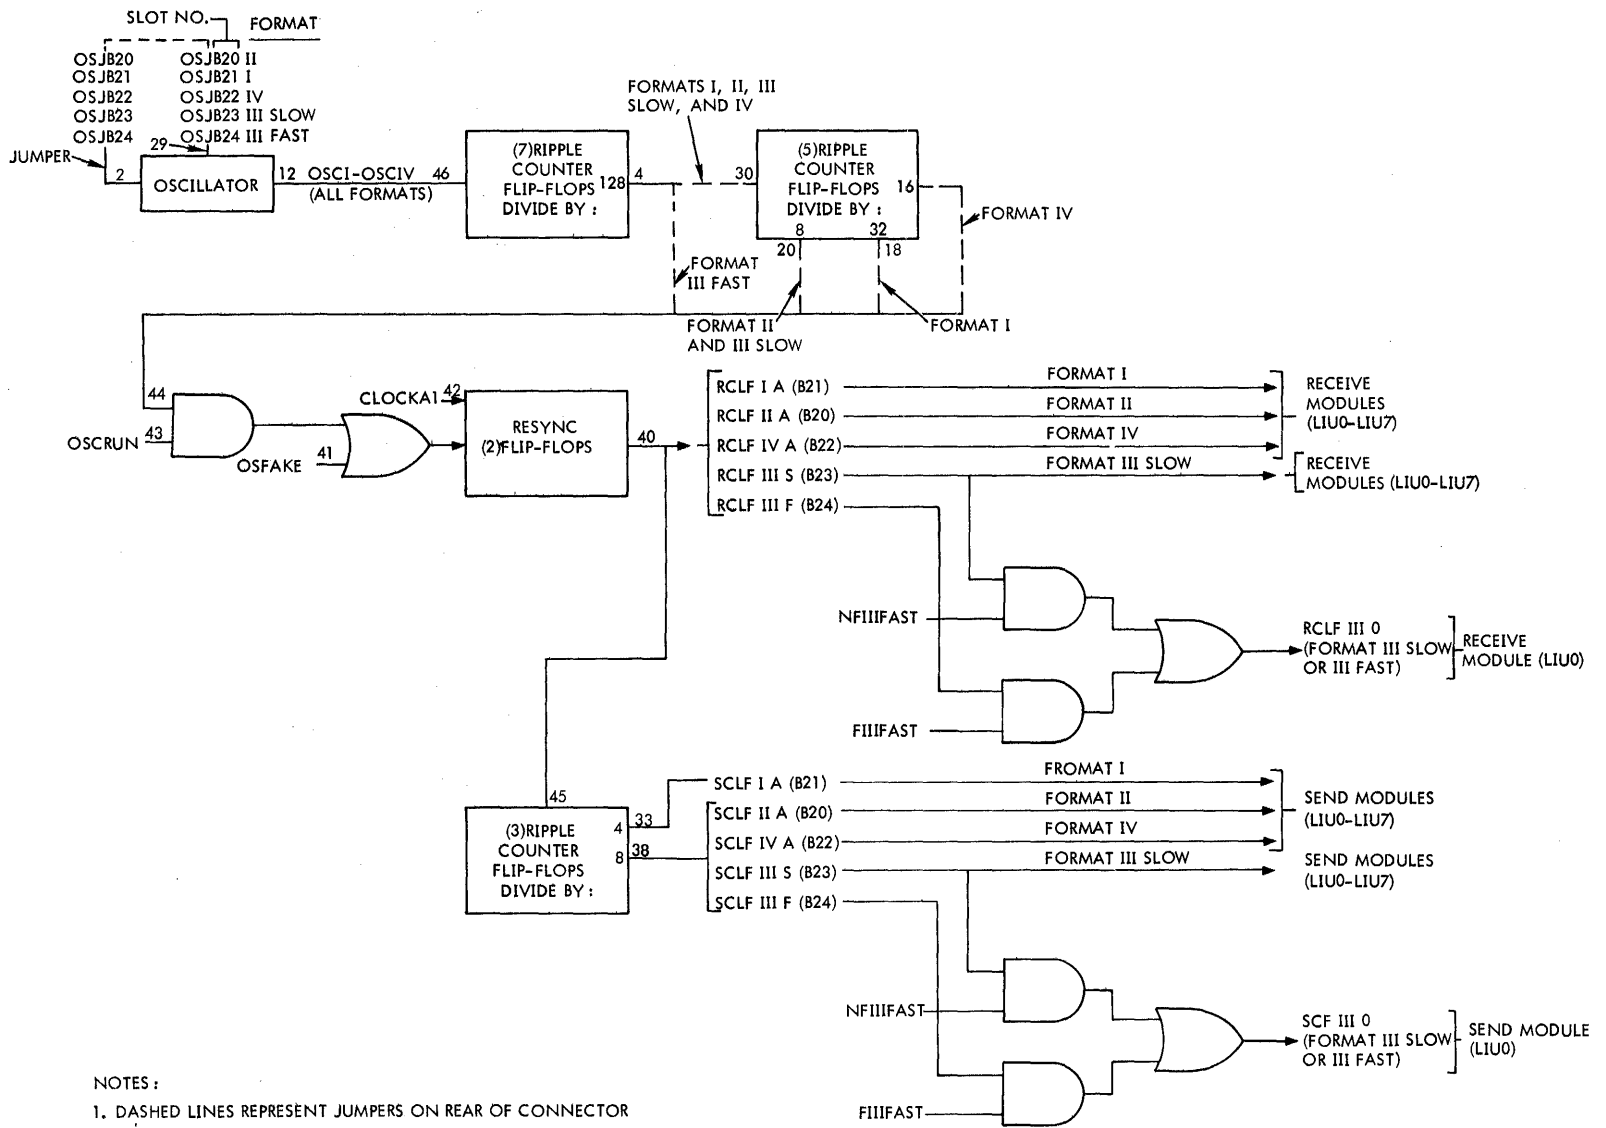 SLOT NO.
FORMAT
OSJB20 OSJB20 II
OSJB21 OSJB21 I
OSJB22 OSJB22 IV
OSJB23 OSJB23 III SLOW
OSJB24 OSJB24 III FAST
JUMPER
29
2
OSCILLATOR
12 OSCI-OSCIV 46
(ALL FORMATS)
(7)RIPPLE
COUNTER
FLIP-FLOPS 128
DIVIDE BY :
4
FORMATS I, II, III
SLOW, AND IV
30
(5)RIPPLE
COUNTER
FLIP-FLOPS 16
DIVIDE BY :
8 32
20 18
FORMAT IV
FORMAT
III FAST
FORMAT II
AND III SLOW
FORMAT I
44
OSCRUN 43
OSFAKE 41
CLOCKA1 42
RESYNC
(2)FLIP-FLOPS
40
RCLF I A (B21)
RCLF II A (B20)
RCLF IV A (B22)
RCLF III S (B23)
RCLF III F (B24)
FORMAT I
FORMAT II
FORMAT IV
FORMAT III SLOW
RECEIVE
MODULES
(LIU0-LIU7)
RECEIVE
MODULES (LIU0-LIU7)
NFIIIFAST
FIIIFAST
RCLF III 0
(FORMAT III SLOW
OR III FAST)
RECEIVE
MODULE (LIU0)
45
(3)RIPPLE
COUNTER
FLIP-FLOPS
DIVIDE BY :
4 33
8 38
SCLF I A (B21)
SCLF II A (B20)
SCLF IV A (B22)
SCLF III S (B23)
SCLF III F (B24)
FROMAT I
FORMAT II
FORMAT IV
FORMAT III SLOW
SEND MODULES
(LIU0-LIU7)
SEND MODULES
(LIU0-LIU7)
NFIIIFAST
FIIIFAST
SCF III 0
(FORMAT III SLOW
OR III FAST)
SEND MODULE
(LIU0)
NOTES :
1. DASHED LINES REPRESENT JUMPERS ON REAR OF CONNECTOR